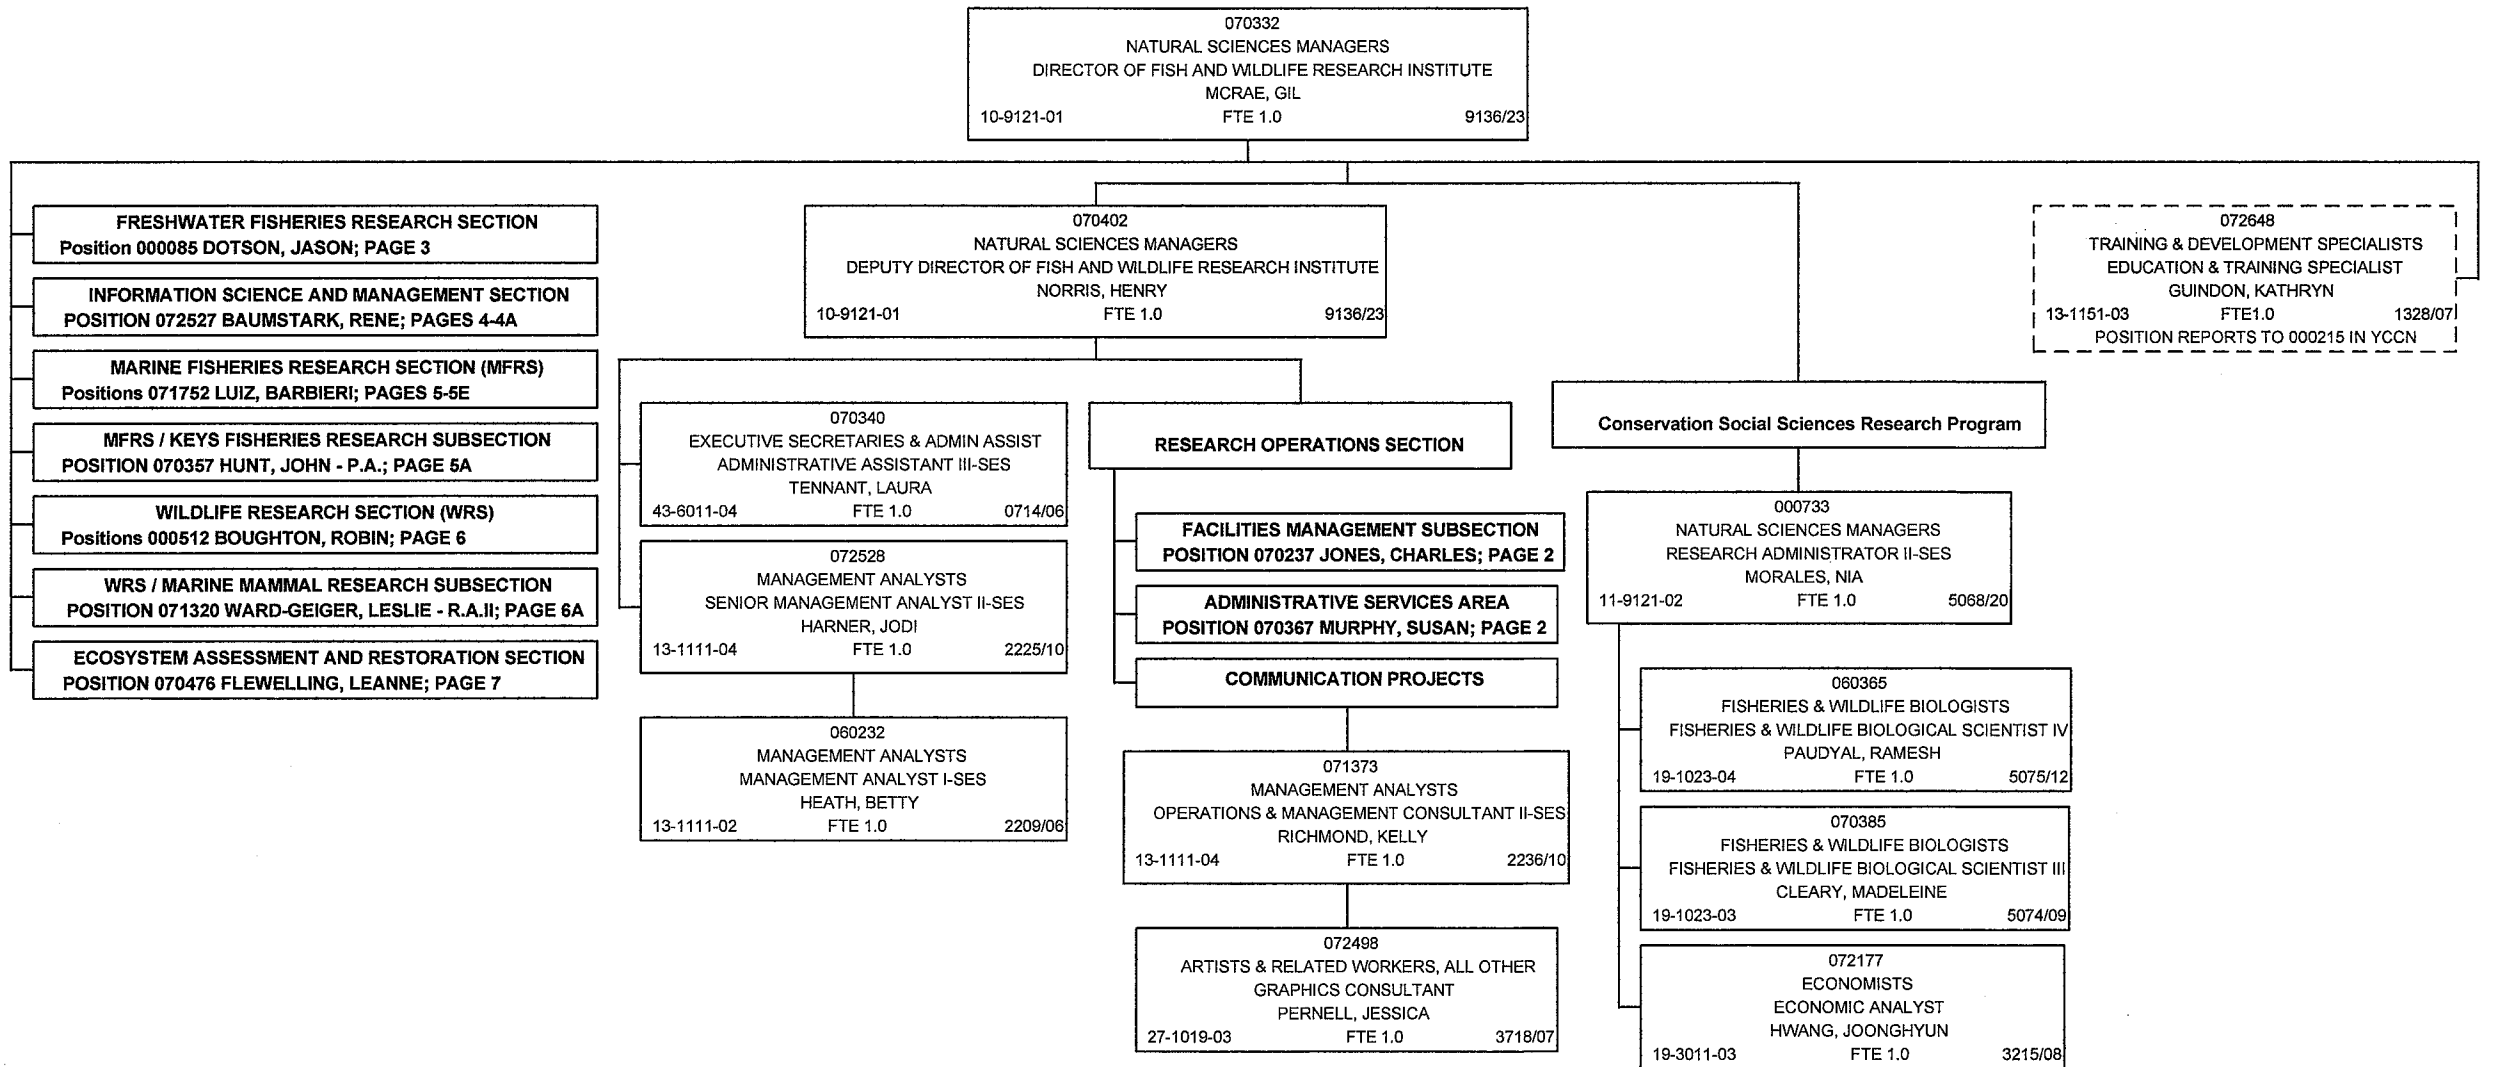 070332
NATURAL SCIENCES MANAGERS
DIRECTOR OF FISH AND WILDLIFE RESEARCH INSTITUTE
MCRAE, GIL
10-9121-01 FTE 1.0 9136/23
FRESHWATER FISHERIES RESEARCH SECTION
Position 000085 DOTSON, JASON; PAGE 3
INFORMATION SCIENCE AND MANAGEMENT SECTION
POSITION 072527 BAUMSTARK, RENE; PAGES 4-4A
MARINE FISHERIES RESEARCH SECTION (MFRS)
Positions 071752 LUIZ, BARBIERI; PAGES 5-5E
MFRS / KEYS FISHERIES RESEARCH SUBSECTION
POSITION 070357 HUNT, JOHN - P.A.; PAGE 5A
WILDLIFE RESEARCH SECTION (WRS)
Positions 000512 BOUGHTON, ROBIN; PAGE 6
WRS / MARINE MAMMAL RESEARCH SUBSECTION
POSITION 071320 WARD-GEIGER, LESLIE - R.A.II; PAGE 6A
ECOSYSTEM ASSESSMENT AND RESTORATION SECTION
POSITION 070476 FLEWELLING, LEANNE; PAGE 7
070402
NATURAL SCIENCES MANAGERS
DEPUTY DIRECTOR OF FISH AND WILDLIFE RESEARCH INSTITUTE
NORRIS, HENRY
10-9121-01 FTE 1.0 9136/23
070340
EXECUTIVE SECRETARIES & ADMIN ASSIST
ADMINISTRATIVE ASSISTANT III-SES
TENNANT, LAURA
43-6011-04 FTE 1.0 0714/06
072528
MANAGEMENT ANALYSTS
SENIOR MANAGEMENT ANALYST II-SES
HARNER, JODI
13-1111-04 FTE 1.0 2225/10
060232
MANAGEMENT ANALYSTS
MANAGEMENT ANALYST I-SES
HEATH, BETTY
13-1111-02 FTE 1.0 2209/06
RESEARCH OPERATIONS SECTION
FACILITIES MANAGEMENT SUBSECTION
POSITION 070237 JONES, CHARLES; PAGE 2
ADMINISTRATIVE SERVICES AREA
POSITION 070367 MURPHY, SUSAN; PAGE 2
COMMUNICATION PROJECTS
071373
MANAGEMENT ANALYSTS
OPERATIONS & MANAGEMENT CONSULTANT II-SES
RICHMOND, KELLY
13-1111-04 FTE 1.0 2236/10
072498
ARTISTS & RELATED WORKERS, ALL OTHER
GRAPHICS CONSULTANT
PERNELL, JESSICA
27-1019-03 FTE 1.0 3718/07
Conservation Social Sciences Research Program
000733
NATURAL SCIENCES MANAGERS
RESEARCH ADMINISTRATOR II-SES
MORALES, NIA
11-9121-02 FTE 1.0 5068/20
060365
FISHERIES & WILDLIFE BIOLOGISTS
FISHERIES & WILDLIFE BIOLOGICAL SCIENTIST IV
PAUDYAL, RAMESH
19-1023-04 FTE 1.0 5075/12
070385
FISHERIES & WILDLIFE BIOLOGISTS
FISHERIES & WILDLIFE BIOLOGICAL SCIENTIST III
CLEARY, MADELEINE
19-1023-03 FTE 1.0 5074/09
072177
ECONOMISTS
ECONOMIC ANALYST
HWANG, JOONGHYUN
19-3011-03 FTE 1.0 3215/08
072648
TRAINING & DEVELOPMENT SPECIALISTS
EDUCATION & TRAINING SPECIALIST
GUINDON, KATHRYN
13-1151-03 FTE1.0 1328/07
POSITION REPORTS TO 000215 IN YCCN